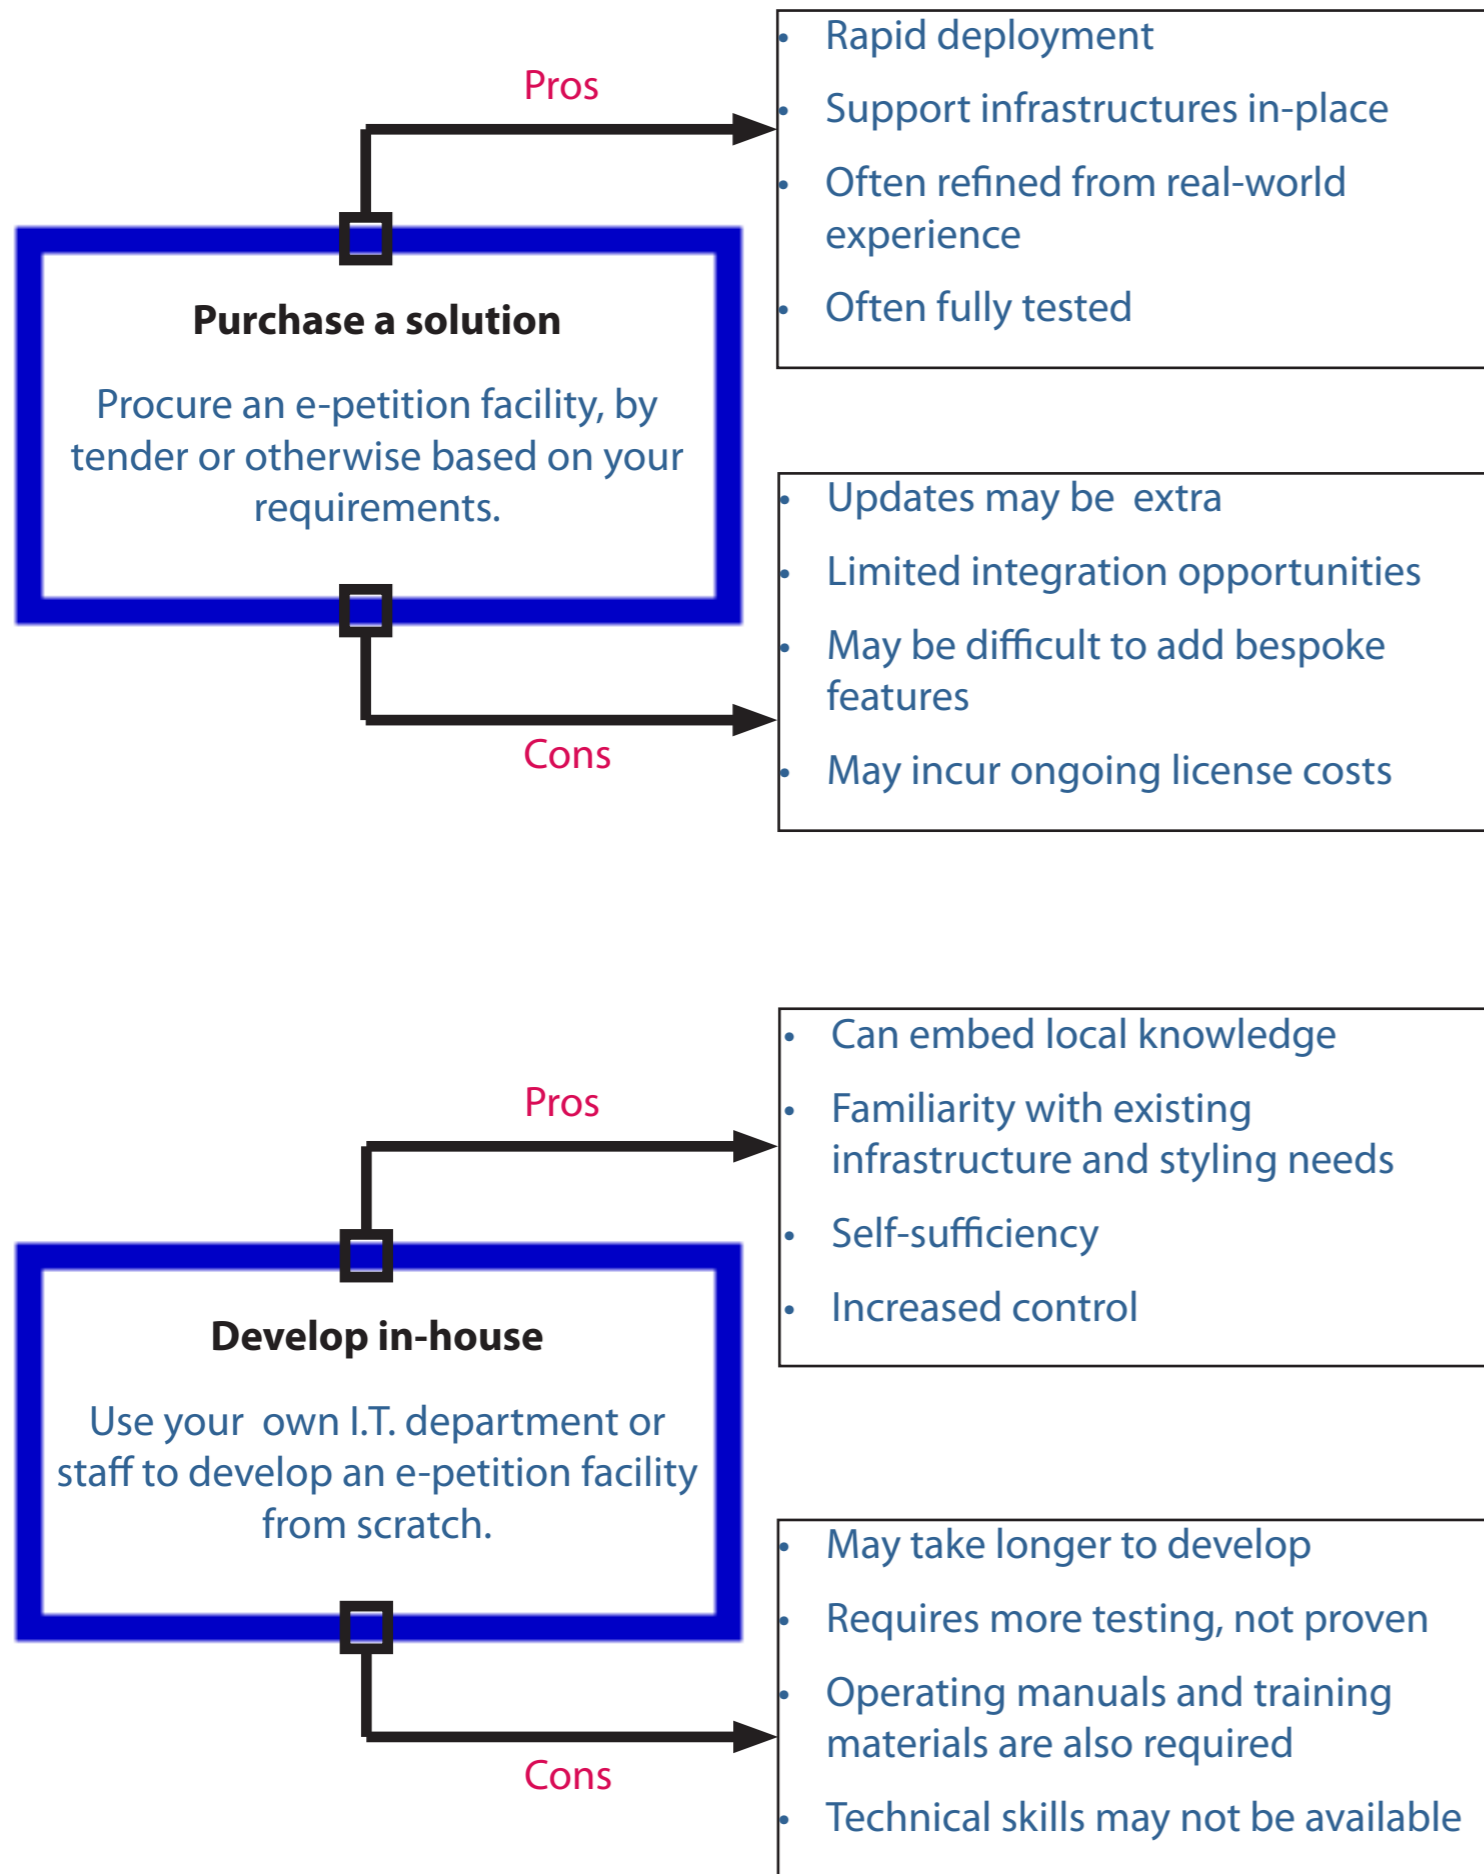 Pros
• Rapid deployment
• Support infrastructures in-place
• Often refined from real-world
experience
• Often fully tested
Purchase a solution
Procure an e-petition facility, by
tender or otherwise based on your
requirements.
• Updates may be  extra
• Limited integration opportunities
• May be difficult to add bespoke
features
• May incur ongoing license costs
Cons
Pros
• Can embed local knowledge
• Familiarity with existing
infrastructure and styling needs
• Self-sufficiency
• Increased control
Develop in-house
Use your  own I.T. department or
staff to develop an e-petition facility
from scratch.
• May take longer to develop
• Requires more testing, not proven
• Operating manuals and training
materials are also required
• Technical skills may not be available
Cons